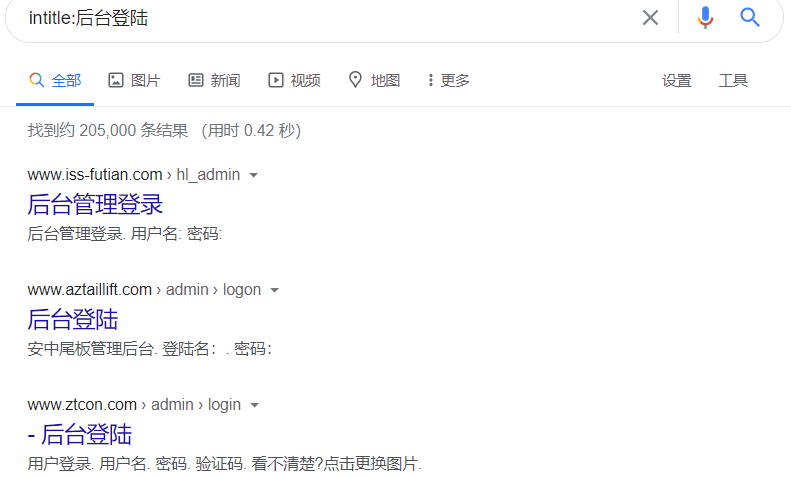 intitle:后台登陆
全部 图片 新闻 视频 地图 更多 设置 工具
找到约 205,000 条结果 （用时 0.42 秒）
www.iss-futian.com › hl_admin
后台管理登录
后台管理登录. 用户名: 密码:
www.aztaillift.com › admin › logon
后台登陆
安中尾板管理后台. 登陆名： . 密码：
www.ztcon.com › admin › login
- 后台登陆
用户登录. 用户名. 密码. 验证码. 看不清楚?点击更换图片.